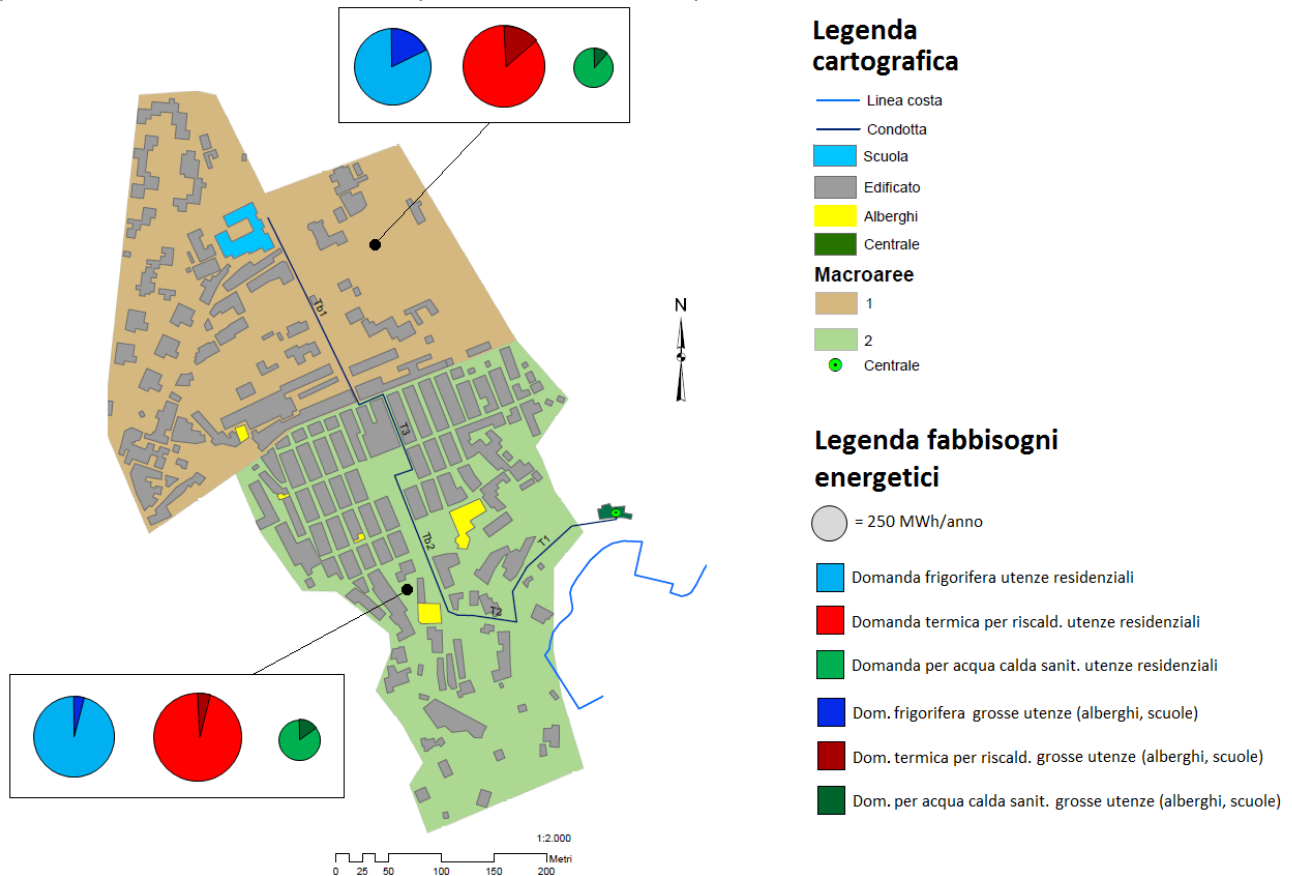 Legenda
cartografica
Linea costa
Condotta
Scuola
Edificato
Alberghi
Centrale
Macroaree
1
2
Centrale
N
Tb1
T3
Tb2
T1
T2
Legenda fabbisogni
energetici
= 250 MWh/anno
Domanda frigorifera utenze residenziali
Domanda termica per riscald. utenze residenziali
Domanda per acqua calda sanit. utenze residenziali
Dom. frigorifera grosse utenze (alberghi, scuole)
Dom. termica per riscald. grosse utenze (alberghi, scuole)
Dom. per acqua calda sanit. grosse utenze (alberghi, scuole)
1:2.000
Metri
0 25 50 100 150 200